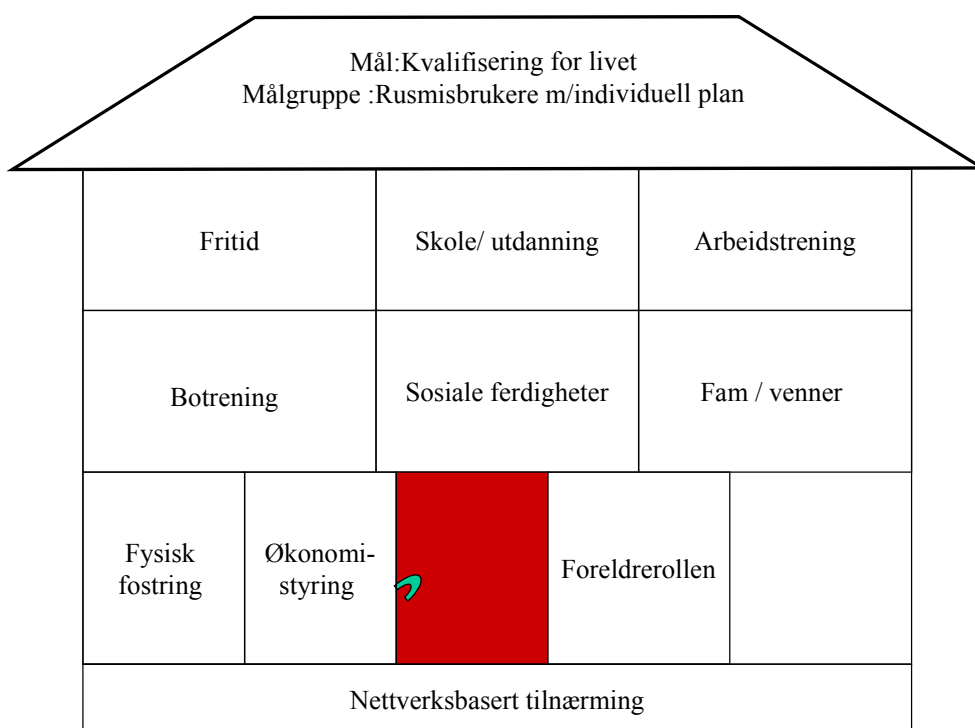 Mål:Kvalifisering for livet
Målgruppe :Rusmisbrukere m/individuell plan
Fritid
Skole/ utdanning
Arbeidstrening
Botrening
Sosiale ferdigheter
Fam / venner
Fysisk
fostring
Økonomi-
styring
Foreldrerollen
Nettverksbasert tilnærming